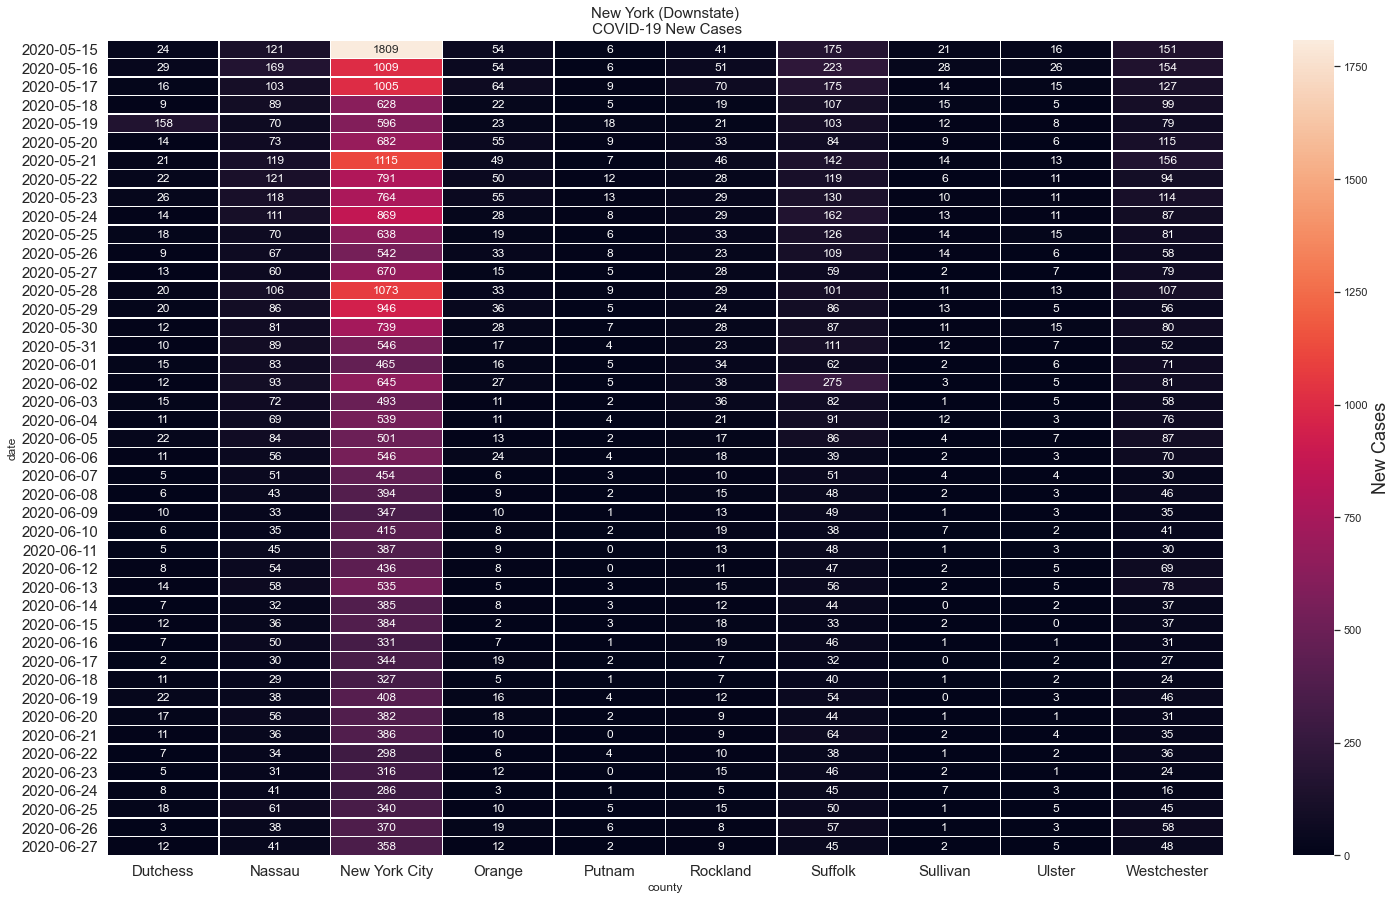 New York (Downstate)
COVID-19 New Cases
2020-05-15 24 121 1809 54 6 41 175 21 16 151
2020-05-16 29 169 1009 54 6 51 223 28 26 154
2020-05-17 16 103 1005 64 9 70 175 14 15 127
2020-05-18 9 89 628 22 5 19 107 15 5 99
2020-05-19 158 70 596 23 18 21 103 12 8 79
2020-05-20 14 73 682 55 9 33 84 9 6 115
2020-05-21 21 119 1115 49 7 46 142 14 13 156
2020-05-22 22 121 791 50 12 28 119 6 11 94
2020-05-23 26 118 764 55 13 29 130 10 11 114
2020-05-24 14 111 869 28 8 29 162 13 11 87
2020-05-25 18 70 638 19 6 33 126 14 15 81
2020-05-26 9 67 542 33 8 23 109 14 6 58
2020-05-27 13 60 670 15 5 28 59 2 7 79
2020-05-28 20 106 1073 33 9 29 101 11 13 107
2020-05-29 20 86 946 36 5 24 86 13 5 56
2020-05-30 12 81 739 28 7 28 87 11 15 80
2020-05-31 10 89 546 17 4 23 111 12 7 52
2020-06-01 15 83 465 16 5 34 62 2 6 71
2020-06-02 12 93 645 27 5 38 275 3 5 81
2020-06-03 15 72 493 11 2 36 82 1 5 58
2020-06-04 11 69 539 11 4 21 91 12 3 76
2020-06-05 22 84 501 13 2 17 86 4 7 87
2020-06-06 11 56 546 24 4 18 39 2 3 70
2020-06-07 5 51 454 6 3 10 51 4 4 30
2020-06-08 6 43 394 9 2 15 48 2 3 46
2020-06-09 10 33 347 10 1 13 49 1 3 35
2020-06-10 6 35 415 8 2 19 38 7 2 41
2020-06-11 5 45 387 9 0 13 48 1 3 30
2020-06-12 8 54 436 8 0 11 47 2 5 69
2020-06-13 14 58 535 5 3 15 56 2 5 78
2020-06-14 7 32 385 8 3 12 44 0 2 37
2020-06-15 12 36 384 2 3 18 33 2 0 37
2020-06-16 7 50 331 7 1 19 46 1 1 31
2020-06-17 2 30 344 19 2 7 32 0 2 27
2020-06-18 11 29 327 5 1 7 40 1 2 24
2020-06-19 22 38 408 16 4 12 54 0 3 46
2020-06-20 17 56 382 18 2 9 44 1 1 31
2020-06-21 11 36 386 10 0 9 64 2 4 35
2020-06-22 7 34 298 6 4 10 38 1 2 36
2020-06-23 5 31 316 12 0 15 46 2 1 24
2020-06-24 8 41 286 3 1 5 45 7 3 16
2020-06-25 18 61 340 10 5 15 50 1 5 45
2020-06-26 3 38 370 19 6 8 57 1 3 58
2020-06-27 12 41 358 12 2 9 45 2 5 48
Dutchess Nassau New York City Orange Putnam Rockland Suffolk Sullivan Ulster Westchester
county
date
1750
1500
1250
1000
750
500
250
0
New Cases